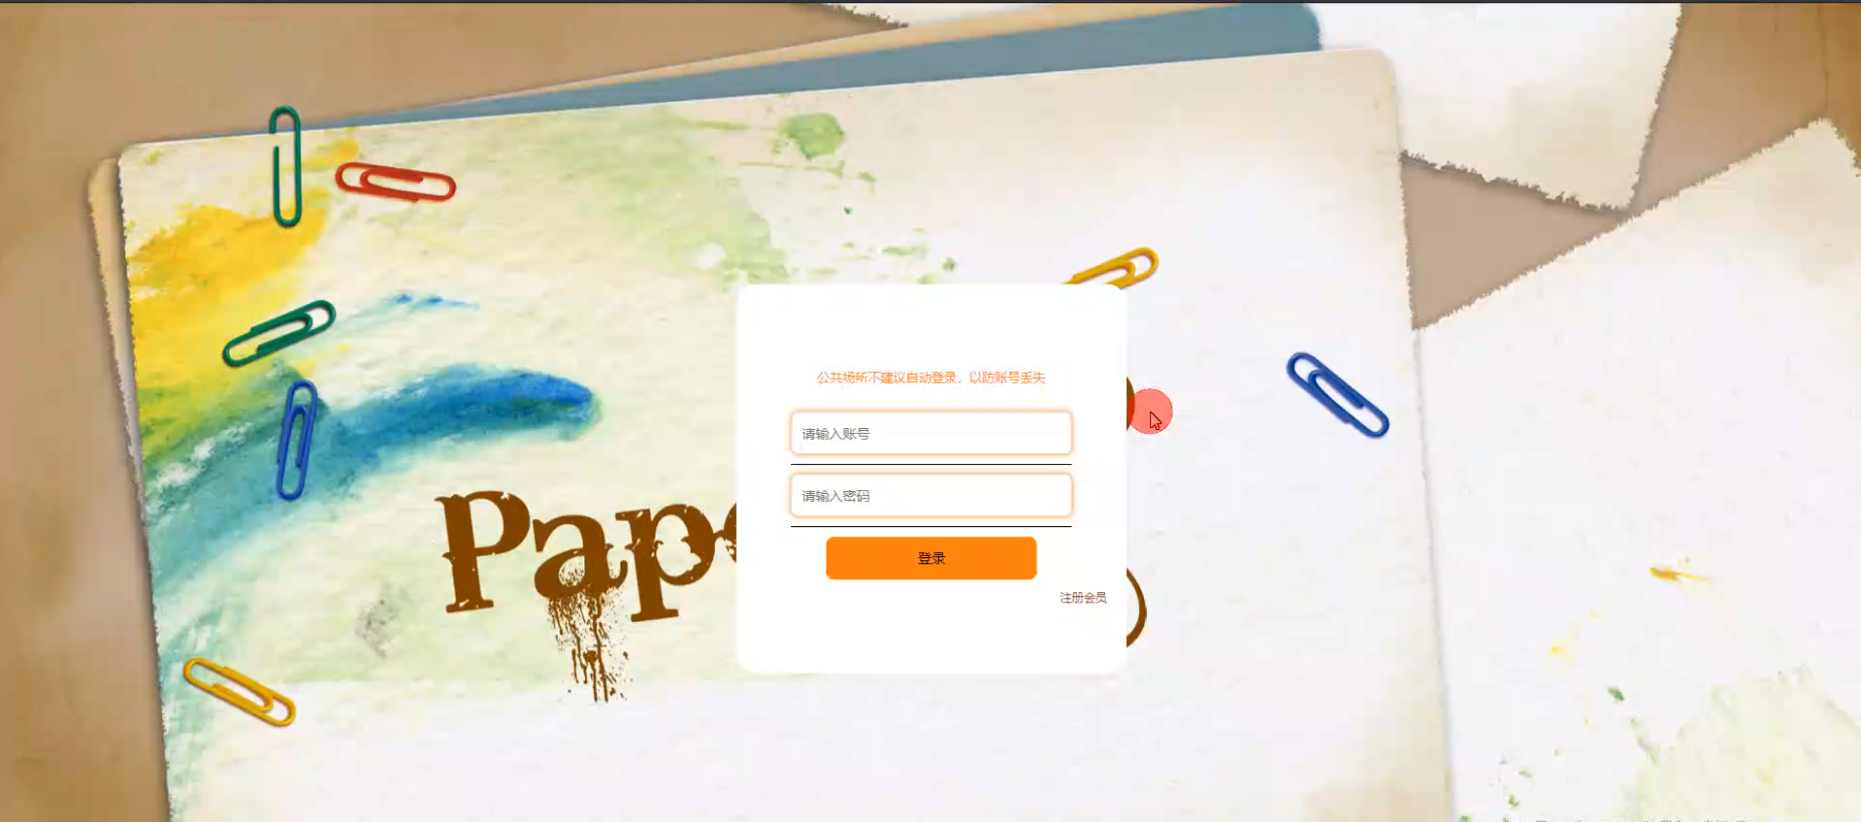 公共场所不建议自动登录，以防账号丢失
请输入账号
请输入密码
登录
注册会员